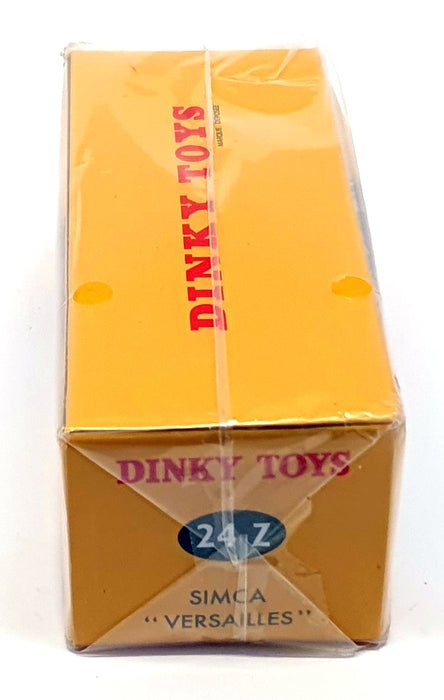 DINKY TOYS
MARQUE DÉPOSÉE
DINKY TOYS
24 Z
SIMCA
"VERSAILLES"